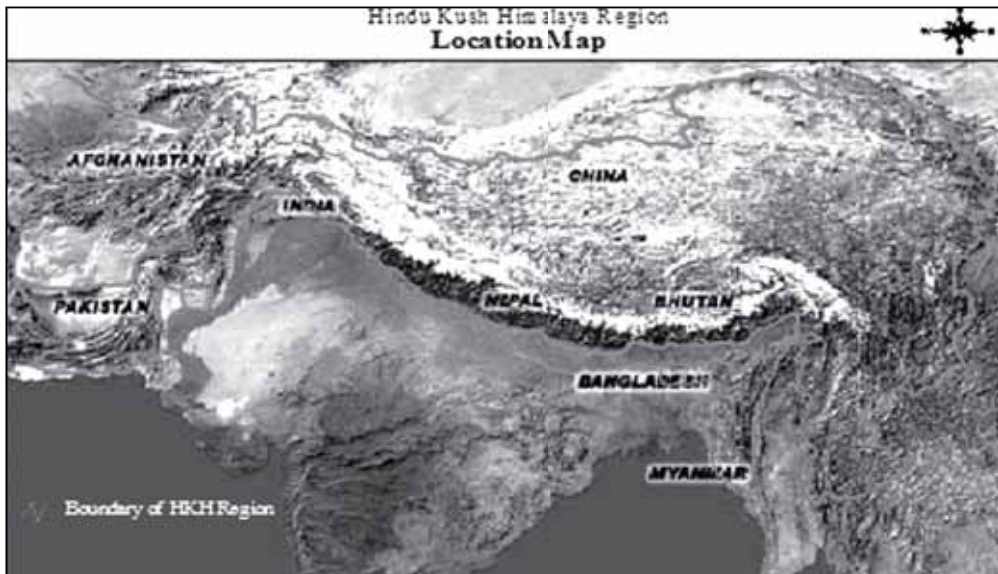 Hindu Kush Himalaya Region
Location Map
N
E
S
AFGHANISTAN
CHINA
INDIA
PAKISTAN
NEPAL
BHUTAN
BANGLADESH
MYANMAR
Boundary of HKH Region